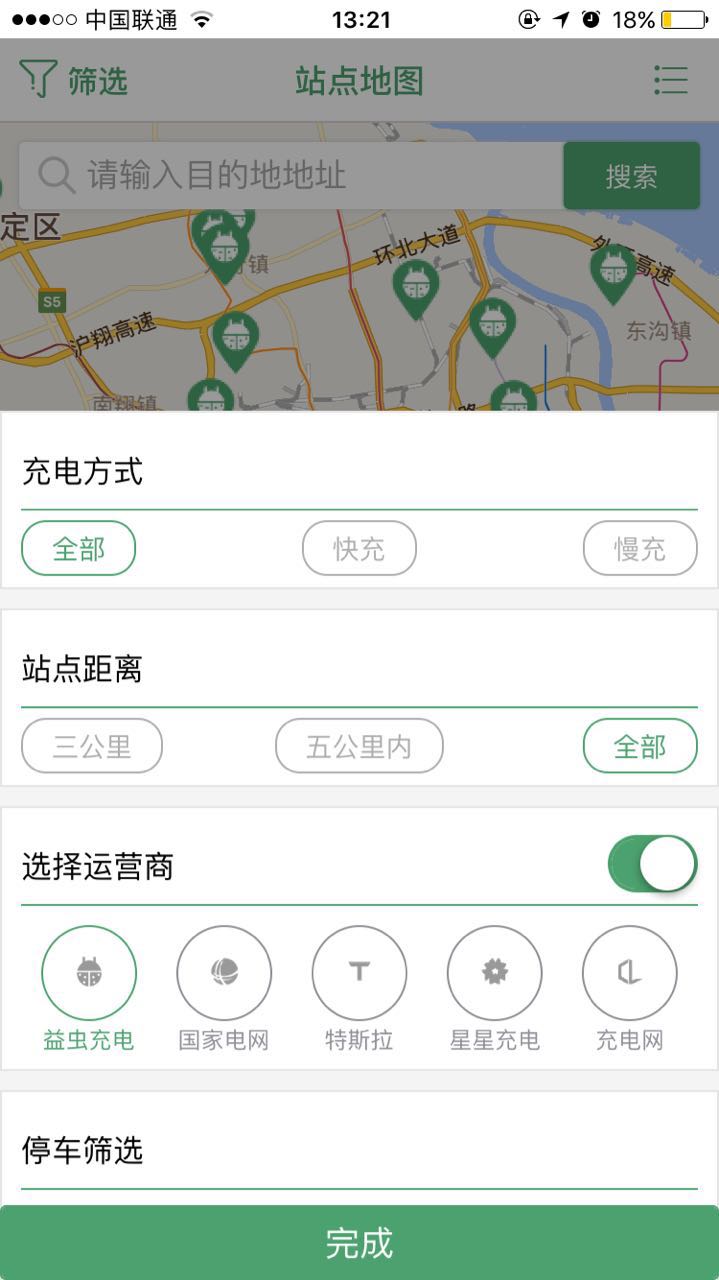 中国联通
13:21
18%
筛选
站点地图
请输入目的地地址
搜索
定区
环北大道
S5
沪翔高速
东沟镇
南翔镇
充电方式
全部
快充
慢充
站点距离
三公里
五公里内
全部
选择运营商
益虫充电
国家电网
T
特斯拉
星星充电
充电网
停车筛选
完成